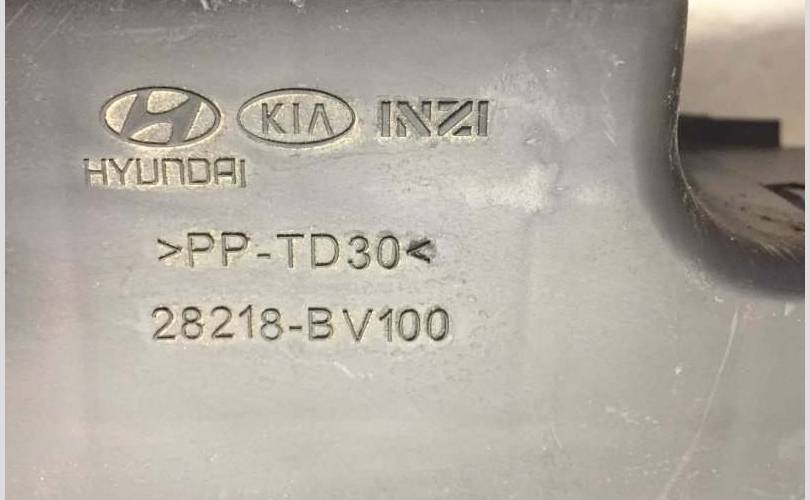 KIA INZI
HYUNDAI
>PP-TD30<
28218-BV100